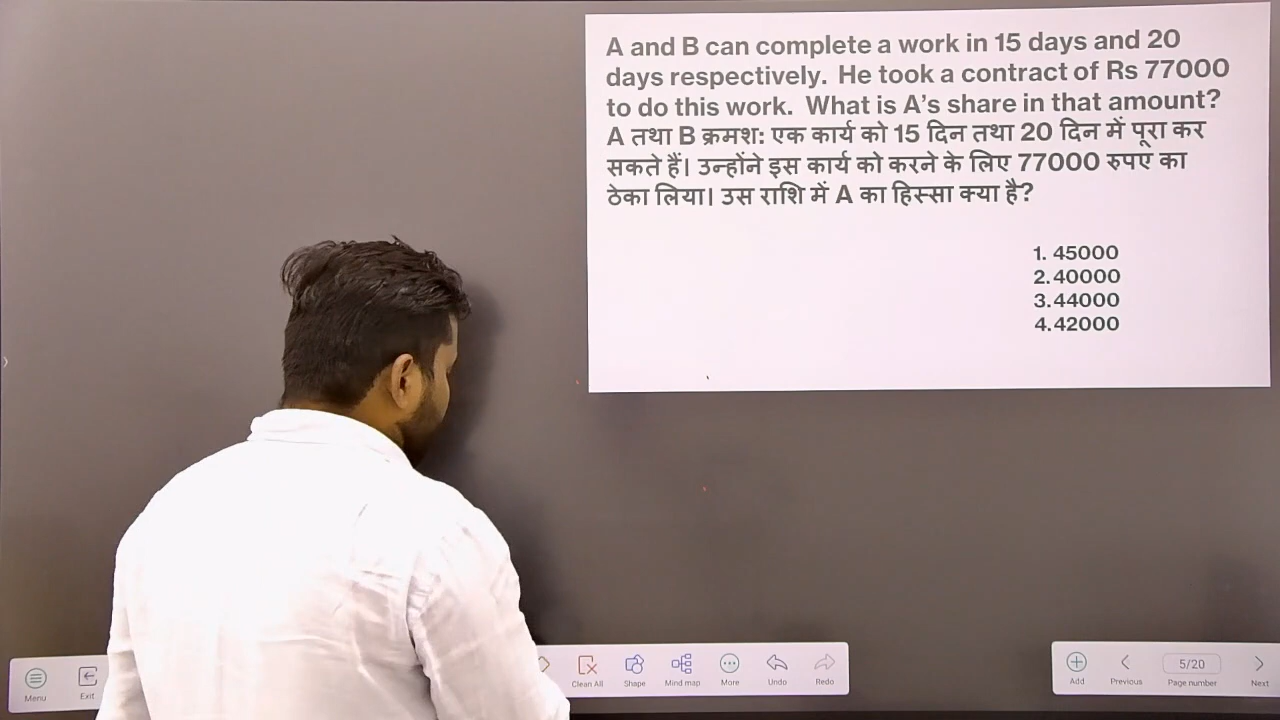 A and B can complete a work in 15 days and 20
days respectively. He took a contract of Rs 77000
to do this work. What is A's share in that amount?
A तथा B क्रमश: एक कार्य को 15 दिन तथा 20 दिन में पूरा कर
सकते हैं। उन्होंने इस कार्य को करने के लिए 77000 रुपए का
ठेका लिया। उस राशि में A का हिस्सा क्या है?
1. 45000
2.40000
3.44000
4.42000
Menu
Exit
Clean All
Shape
Mind map
More
Undo
Redo
Add
Previous
5/20
Page number
Next